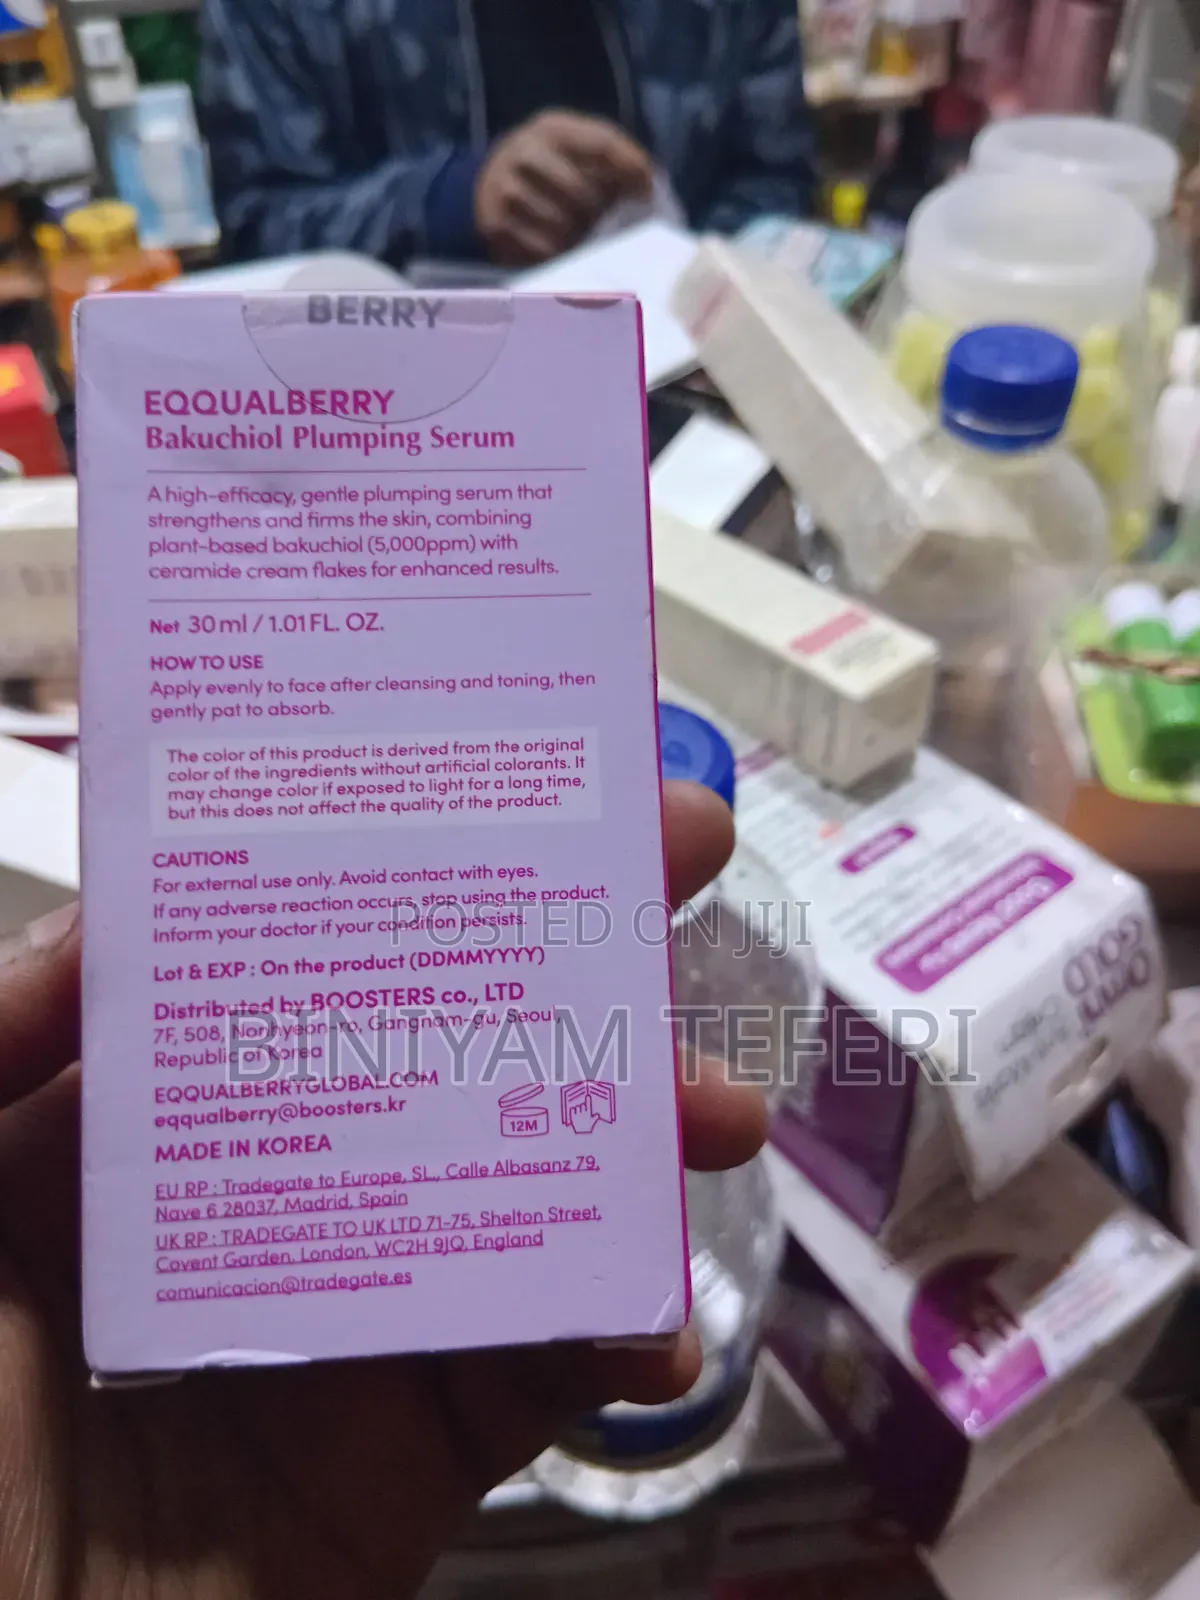 BERRY
EQQUALBERRY
Bakuchiol Plumping Serum
A high-efficacy, gentle plumping serum that
strengthens and firms the skin, combining
plant-based bakuchiol (5,000ppm) with
ceramide cream flakes for enhanced results.
Net 30 ml / 1.01 FL. OZ.
HOW TO USE
Apply evenly to face after cleansing and toning, then
gently pat to absorb.
The color of this product is derived from the original
color of the ingredients without artificial colorants. It
may change color if exposed to light for a long time,
but this does not affect the quality of the product.
CAUTIONS
For external use only. Avoid contact with eyes.
If any adverse reaction occurs, stop using the product.
Inform your doctor if your condition persists.
Lot & EXP : On the product (DDMMYYYY)
Distributed by BOOSTERS co., LTD
7F, 508, Nonhyeon-ro, Gangnam-gu, Seoul,
Republic of Korea
EQQUALBERRYGLOBAL.COM
eqqualberry@boosters.kr
12M
MADE IN KOREA
EU RP : Tradegate to Europe, SL., Calle Albasanz 79,
Nave 6 28037, Madrid, Spain
UK RP : TRADEGATE TO UK LTD 71-75, Shelton Street,
Covent Garden, London, WC2H 9JQ, England
comunicacion@tradegate.es
POSTED ON JIJI
BINIYAM TEFERI
GOLD